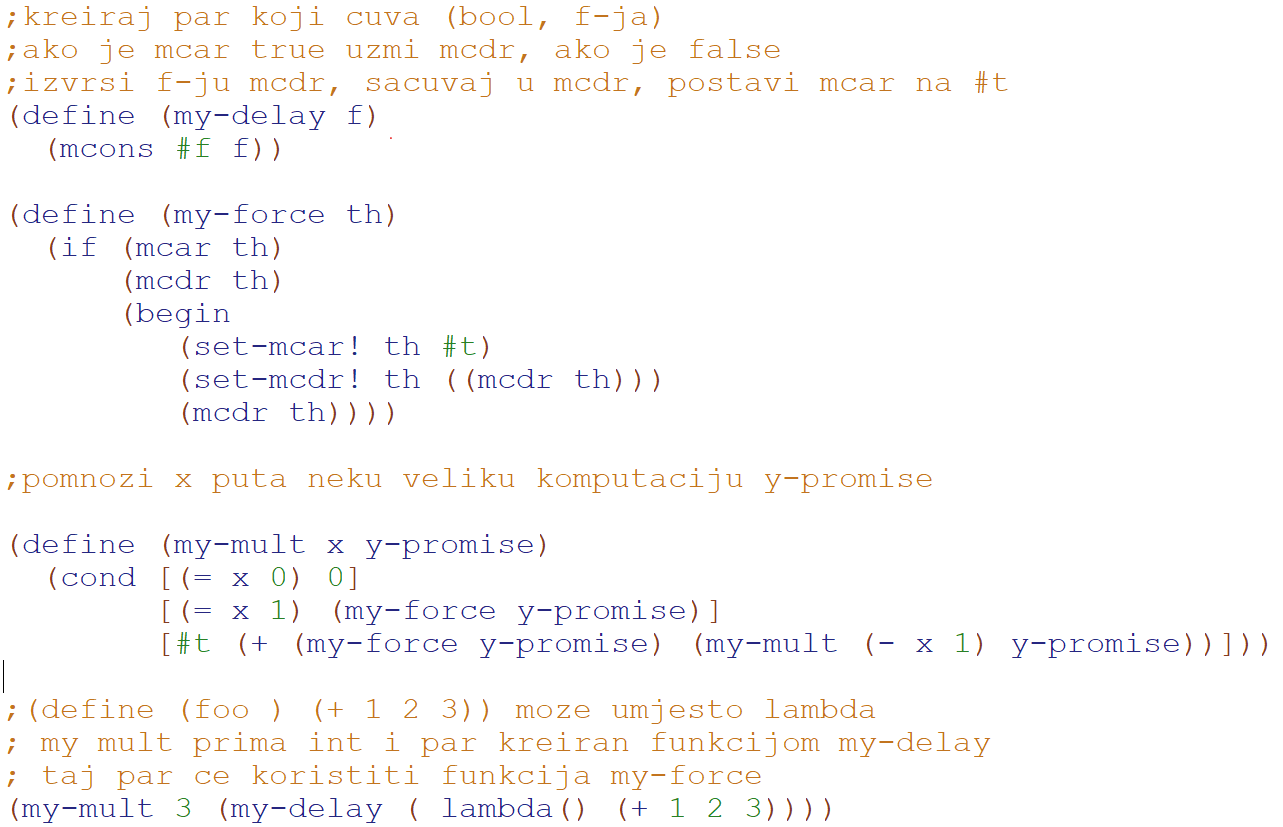 ;kreiraj par koji cuva (bool, f-ja)
;ako je mcar true uzmi mcdr, ako je false
;izvrsi f-ju mcdr, sacuvaj u mcdr, postavi mcar na #t
(define (my-delay f)
  (mcons #f f))

(define (my-force th)
  (if (mcar th)
      (mcdr th)
      (begin
         (set-mcar! th #t)
         (set-mcdr! th ((mcdr th)))
         (mcdr th))))

;pomnozi x puta neku veliku komputaciju y-promise

(define (my-mult x y-promise)
  (cond [(= x 0) 0]
        [(= x 1) (my-force y-promise)]
        [#t (+ (my-force y-promise) (my-mult (- x 1) y-promise))]))

;(define (foo ) (+ 1 2 3)) moze umjesto lambda
; my mult prima int i par kreiran funkcijom my-delay
; taj par ce koristiti funkcija my-force
(my-mult 3 (my-delay ( lambda() (+ 1 2 3))))